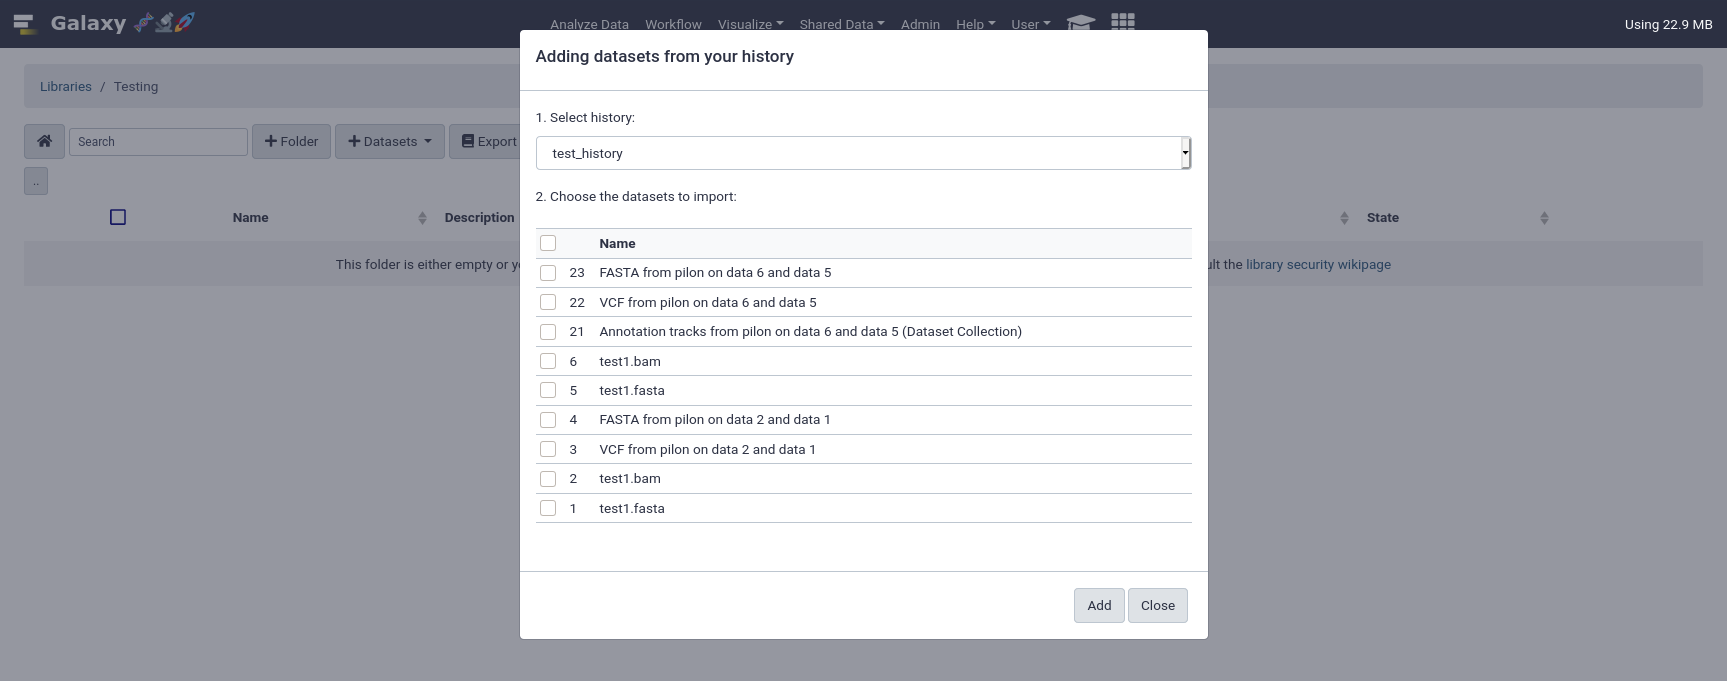 Galaxy
Analyze Data Workflow Visualize Shared Data Admin Help User
Using 22.9 MB
Libraries / Testing
Search
Folder
Datasets
Export
..
Name Description State
This folder is either empty or
library security wikipage
the
Adding datasets from your history
1. Select history:
test_history
2. Choose the datasets to import:
Name
23 FASTA from pilon on data 6 and data 5
22 VCF from pilon on data 6 and data 5
21 Annotation tracks from pilon on data 6 and data 5 (Dataset Collection)
6 test1.bam
5 test1.fasta
4 FASTA from pilon on data 2 and data 1
3 VCF from pilon on data 2 and data 1
2 test1.bam
1 test1.fasta
Add Close